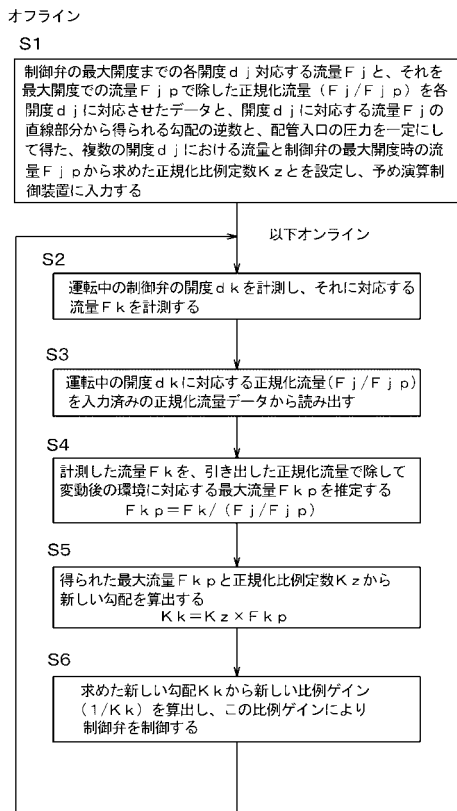 オフライン
S1
制御弁の最大開度までの各開度ｄｊ対応する流量Ｆｊと、それを
最大開度での流量Ｆｊｐで除した正規化流量（Ｆｊ/Ｆｊｐ）を各
開度ｄｊに対応させたデータと、開度ｄｊに対応する流量Ｆｊの
直線部分から得られる勾配の逆数と、配管入口の圧力を一定にし
て得た、複数の開度ｄｊにおける流量と制御弁の最大開度時の流
量Ｆｊｐから求めた正規化比例定数Ｋｚとを設定し、予め演算制
御装置に入力する
以下オンライン
S2
運転中の制御弁の開度ｄｋを計測し、それに対応する
流量Ｆｋを計測する
S3
運転中の開度ｄｋに対応する正規化流量(Ｆｊ/Ｆｊｐ)
を入力済みの正規化流量データから読み出す
S4
計測した流量Ｆｋを、引き出した正規化流量で除して
変動後の環境に対応する最大流量Ｆｋｐを推定する
Ｆｋｐ＝Ｆｋ/（Ｆｊ/Ｆｊｐ）
S5
得られた最大流量Ｆｋｐと正規化比例定数Ｋｚから
新しい勾配を算出する
Ｋｋ＝Ｋｚ×Ｆｋｐ
S6
求めた新しい勾配Ｋｋから新しい比例ゲイン
（1/Ｋｋ）を算出し、この比例ゲインにより
制御弁を制御する